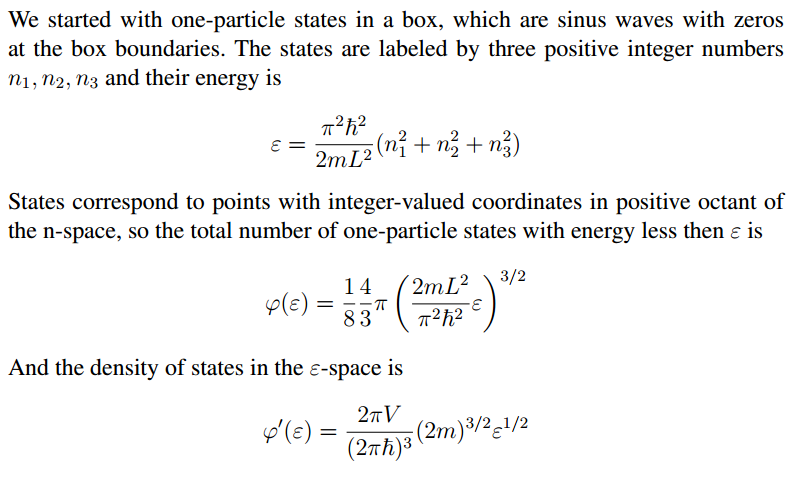 We started with one-particle states in a box, which are sinus waves with zeros
at the box boundaries. The states are labeled by three positive integer numbers
n₁, n₂, n₃ and their energy is
ε = π²ħ² / 2mL² (n₁² + n₂² + n₃²)
States correspond to points with integer-valued coordinates in positive octant of
the n-space, so the total number of one-particle states with energy less then ε is
φ(ε) = 1/8 4/3 π (2mL² / π²ħ² ε)^3/2
And the density of states in the ε-space is
φ′(ε) = 2πV / (2πħ)³ (2m)^3/2 ε^1/2